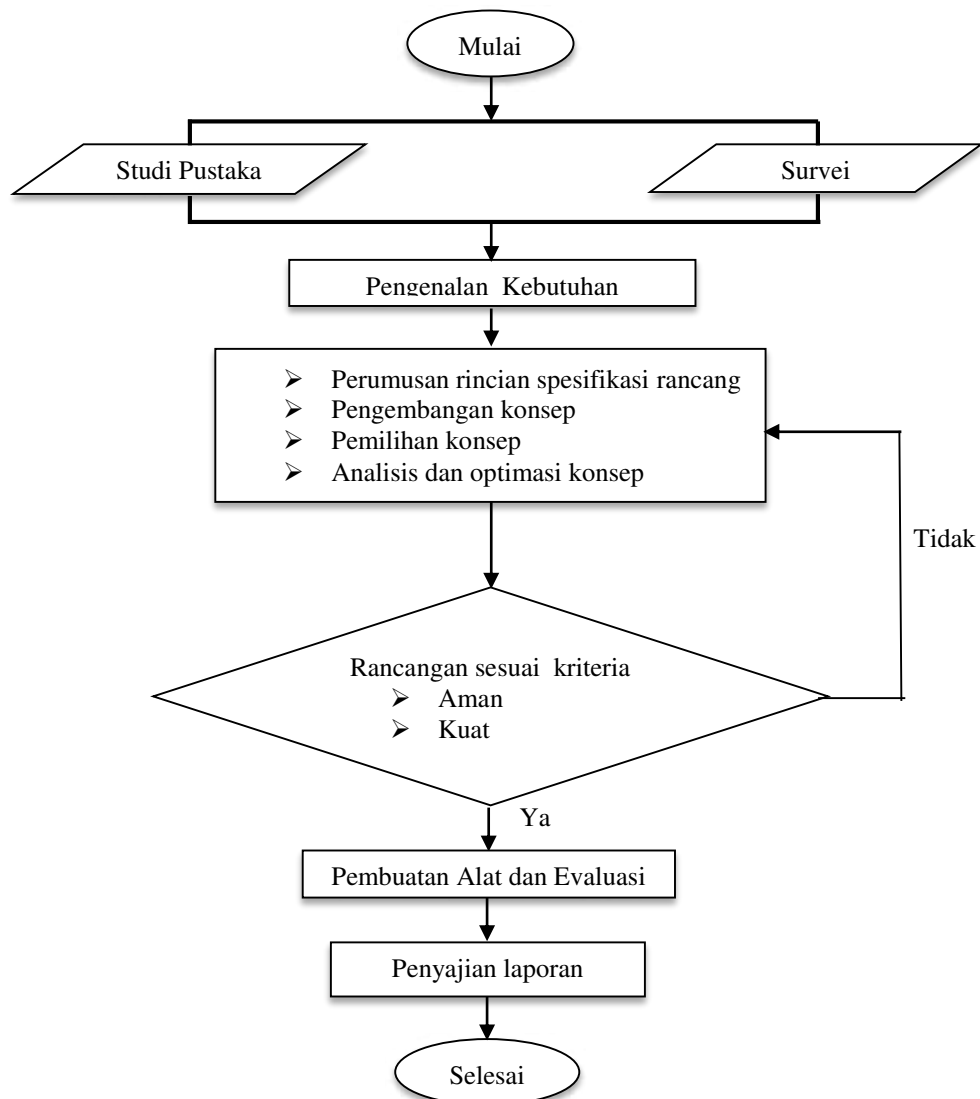 Mulai
Studi Pustaka
Survei
Pengenalan Kebutuhan
➢ Perumusan rincian spesifikasi rancang
➢ Pengembangan konsep
➢ Pemilihan konsep
➢ Analisis dan optimasi konsep
Tidak
Rancangan sesuai kriteria
➢ Aman
➢ Kuat
Ya
Pembuatan Alat dan Evaluasi
Penyajian laporan
Selesai